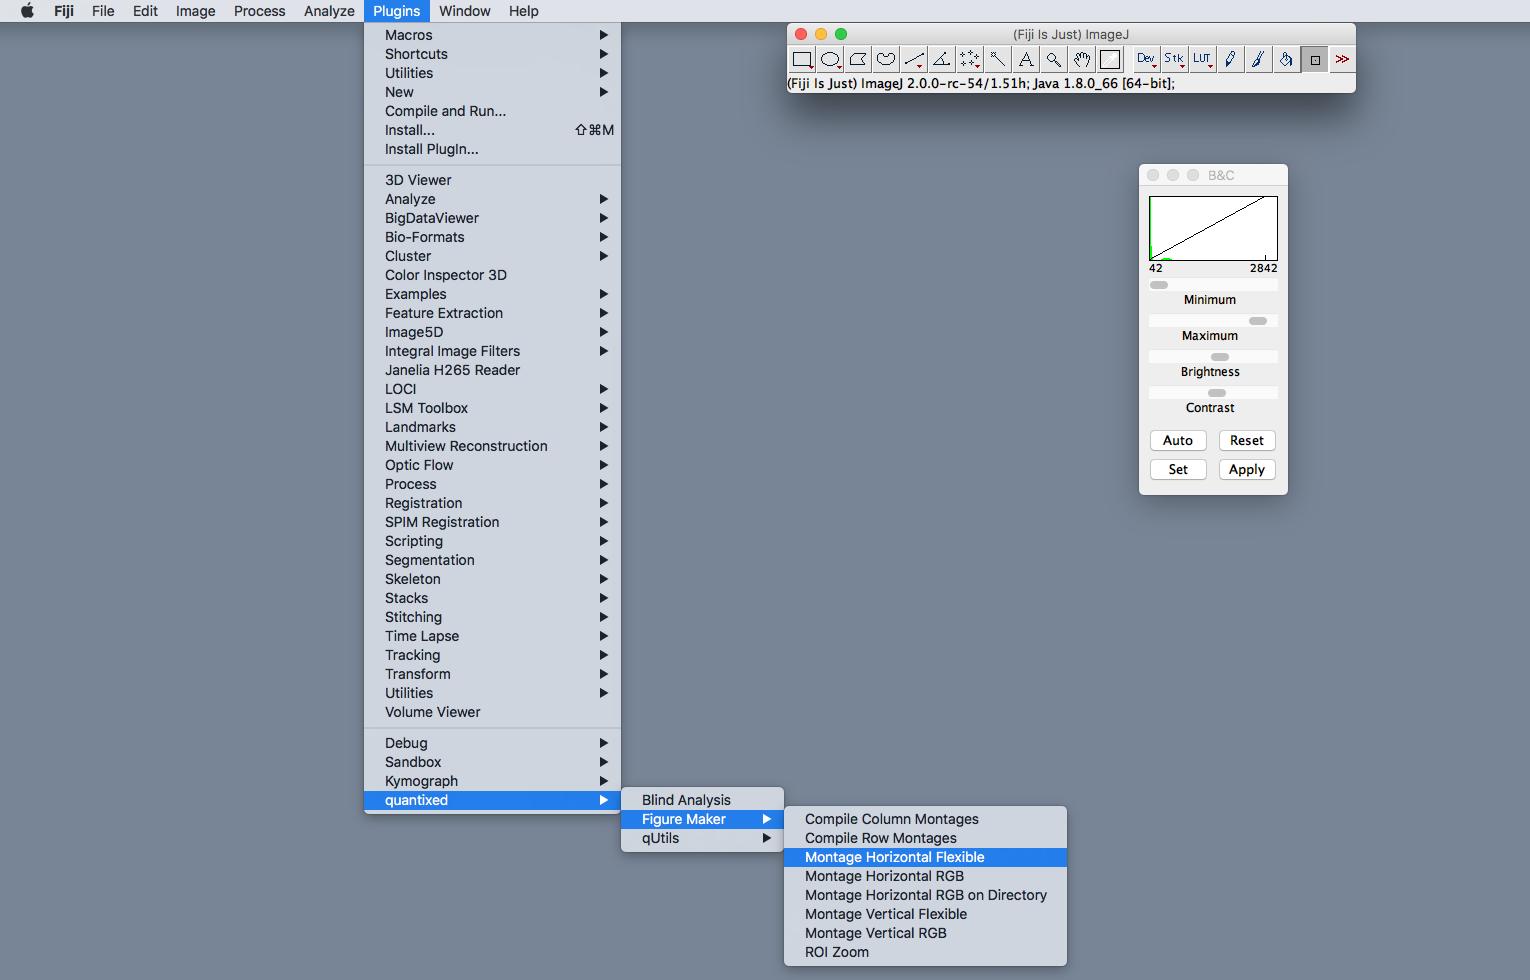 Fiji File Edit Image Process Analyze Plugins Window Help
Macros
Shortcuts
Utilities
New
Compile and Run...
Install... ⇧⌘M
Install PlugIn...
3D Viewer
Analyze
BigDataViewer
Bio-Formats
Cluster
Color Inspector 3D
Examples
Feature Extraction
Image5D
Integral Image Filters
Janelia H265 Reader
LOCI
LSM Toolbox
Landmarks
Multiview Reconstruction
Optic Flow
Process
Registration
SPIM Registration
Scripting
Segmentation
Skeleton
Stacks
Stitching
Time Lapse
Tracking
Transform
Utilities
Volume Viewer
Debug
Sandbox
Kymograph
quantixed
Blind Analysis
Figure Maker
qUtils
Compile Column Montages
Compile Row Montages
Montage Horizontal Flexible
Montage Horizontal RGB
Montage Horizontal RGB on Directory
Montage Vertical Flexible
Montage Vertical RGB
ROI Zoom
(Fiji Is Just) ImageJ
A Dev Stk LUT >>
(Fiji Is Just) ImageJ 2.0.0-rc-54/1.51h; Java 1.8.0_66 [64-bit];
B&C
42 2842
Minimum
Maximum
Brightness
Contrast
Auto Reset
Set Apply